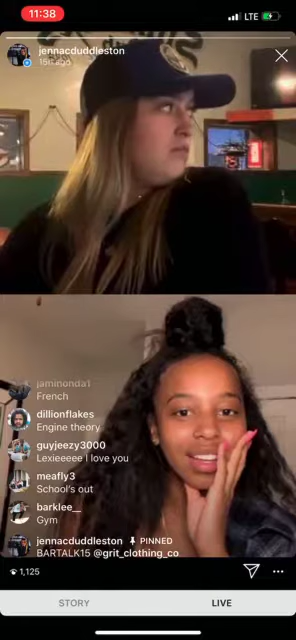 11:38
LTE
jennacduddleston
15h ago
jaminonda1
French
dillionflakes
Engine theory
guyjeezy3000
Lexieeeee I love you
meafly3
School's out
barklee__
Gym
jennacduddleston PINNED
BARTALK15 @grit_clothing_co
1,125
STORY LIVE